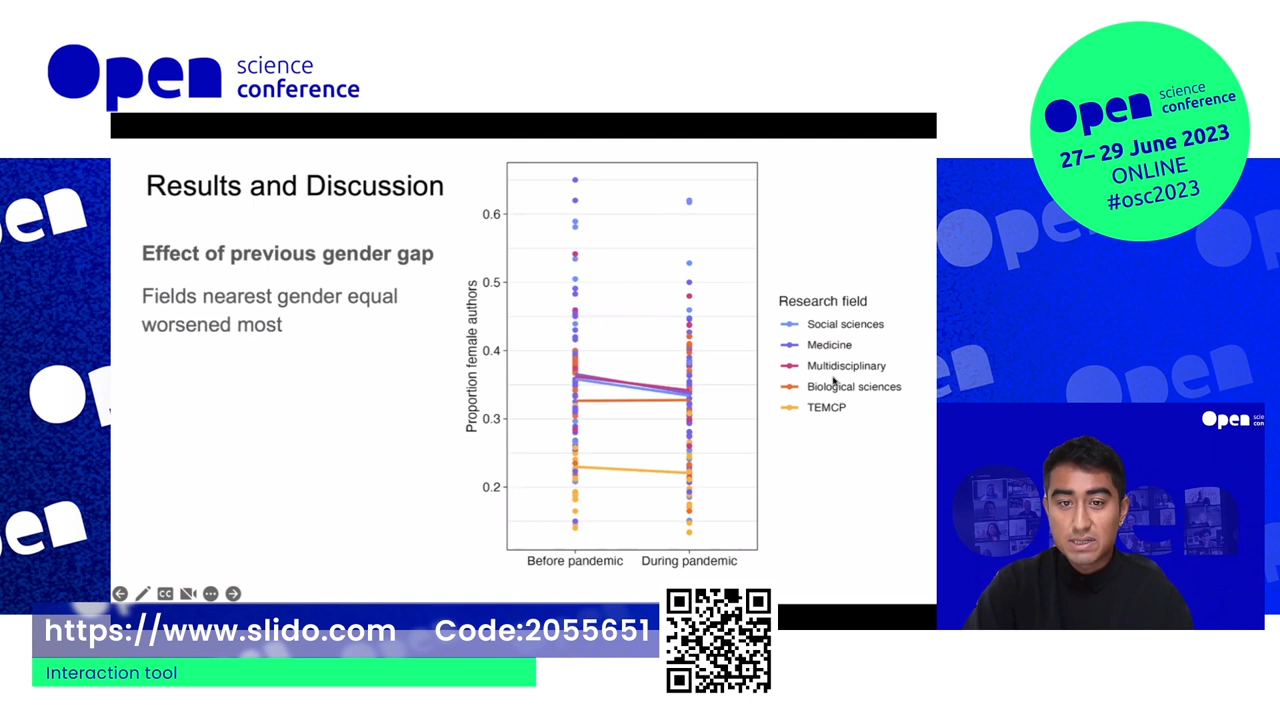 Open science
conference
Open science
conference
27– 29 June 2023
ONLINE
#osc2023
Results and Discussion
Effect of previous gender gap
Fields nearest gender equal
worsened most
Proportion female authors
0.6
0.5
0.4
0.3
0.2
Before pandemic
During pandemic
Research field
Social sciences
Medicine
Multidisciplinary
Biological sciences
TEMCP
CC
https://www.slido.com Code:2055651
Interaction tool
Open